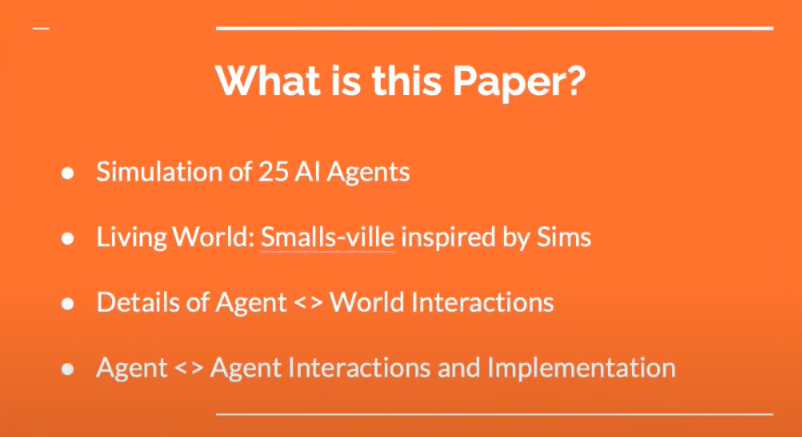 What is this Paper?
● Simulation of 25 AI Agents
● Living World: Smalls-ville inspired by Sims
● Details of Agent <> World Interactions
● Agent <> Agent Interactions and Implementation